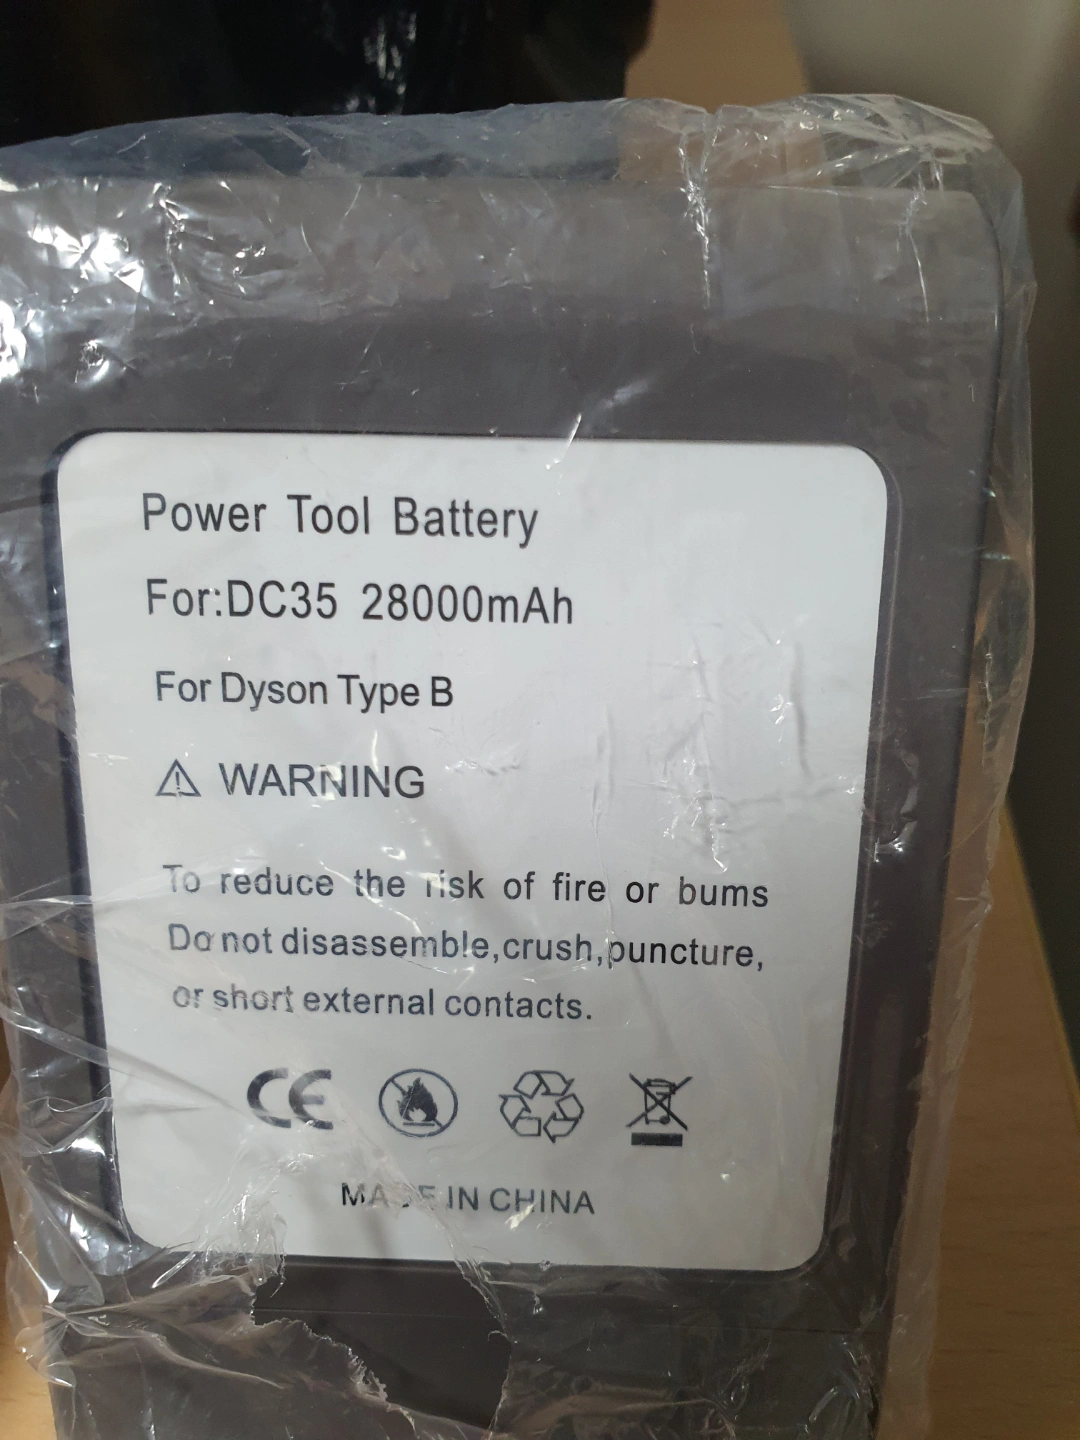 Power Tool Battery
For:DC35 28000mAh
For Dyson Type B
WARNING
To reduce the risk of fire or bums
Do not disassemble,crush,puncture,
or short external contacts.
CE
MADE IN CHINA